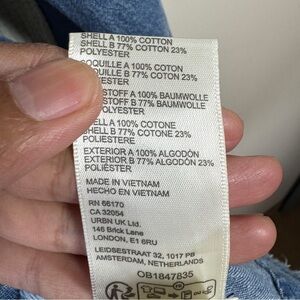 SHELL A 100% COTTON
SHELL B 77% COTTON 23%
POLYESTER
COQUILLE A 100% COTON
COQUILLE B 77% COTON 23%
POLYESTER
STOFF A 100% BAUMWOLLE
STOFF B 77% BAUMWOLLE
POLYESTER
SHELL A 100% COTONE
SHELL B 77% COTONE 23%
POLIESTERE
EXTERIOR A 100% ALGODÓN
EXTERIOR B 77% ALGODÓN 23%
POLIÉSTER
MADE IN VIETNAM
HECHO EN VIETNAM
RN 66170
CA 32054
URBN UK Ltd.
146 Brick Lane
LONDON, E1 6RU
LEIDSESTRAAT 32, 1017 PB
AMSTERDAM, NETHERLANDS
OB1847835
FR